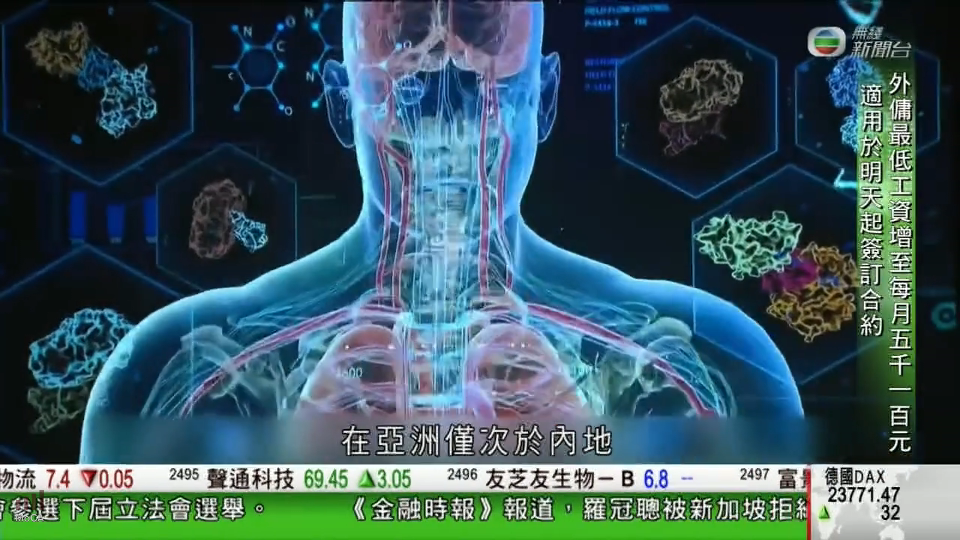 無綫
新聞台
外傭最低工資增至每月五千一百元
適用於明天起簽訂合約
N
C
O
N
N
C
O
在亞洲僅次於內地
物流 7.4 ▼0.05 2495 聲通科技 69.45 ▲3.05 2496 友芝友生物－B 6.8 -- 2497 富
參選下屆立法會選舉。 《金融時報》報道，羅冠聰被新加坡拒
德國DAX
23771.47
▲ 32